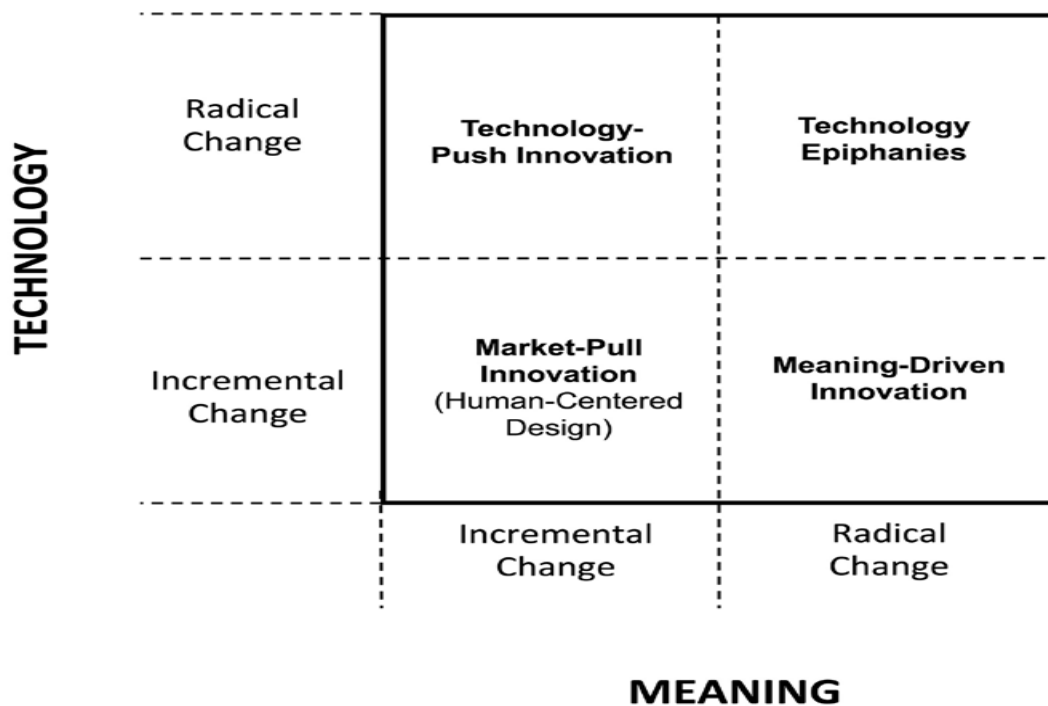 TECHNOLOGY
Radical
Change
Technology-
Push Innovation
Technology
Epiphanies
Incremental
Change
Market-Pull
Innovation
(Human-Centered
Design)
Meaning-Driven
Innovation
Incremental
Change
Radical
Change
MEANING